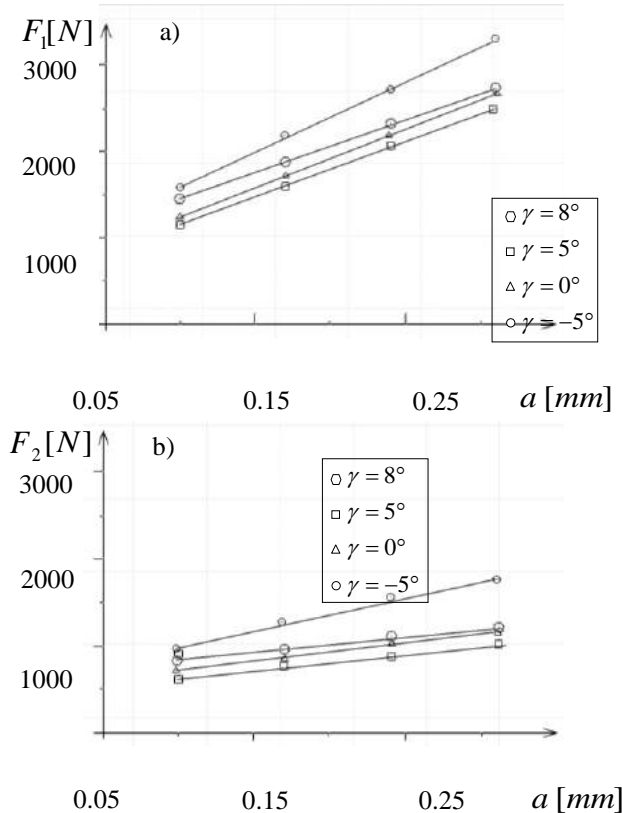 F₁[N]
a)
3000
2000
1000
γ = 8°
γ = 5°
γ = 0°
γ = −5°
0.05 0.15 0.25 a [mm]
F₂[N]
b)
3000
2000
1000
γ = 8°
γ = 5°
γ = 0°
γ = −5°
0.05 0.15 0.25 a [mm]